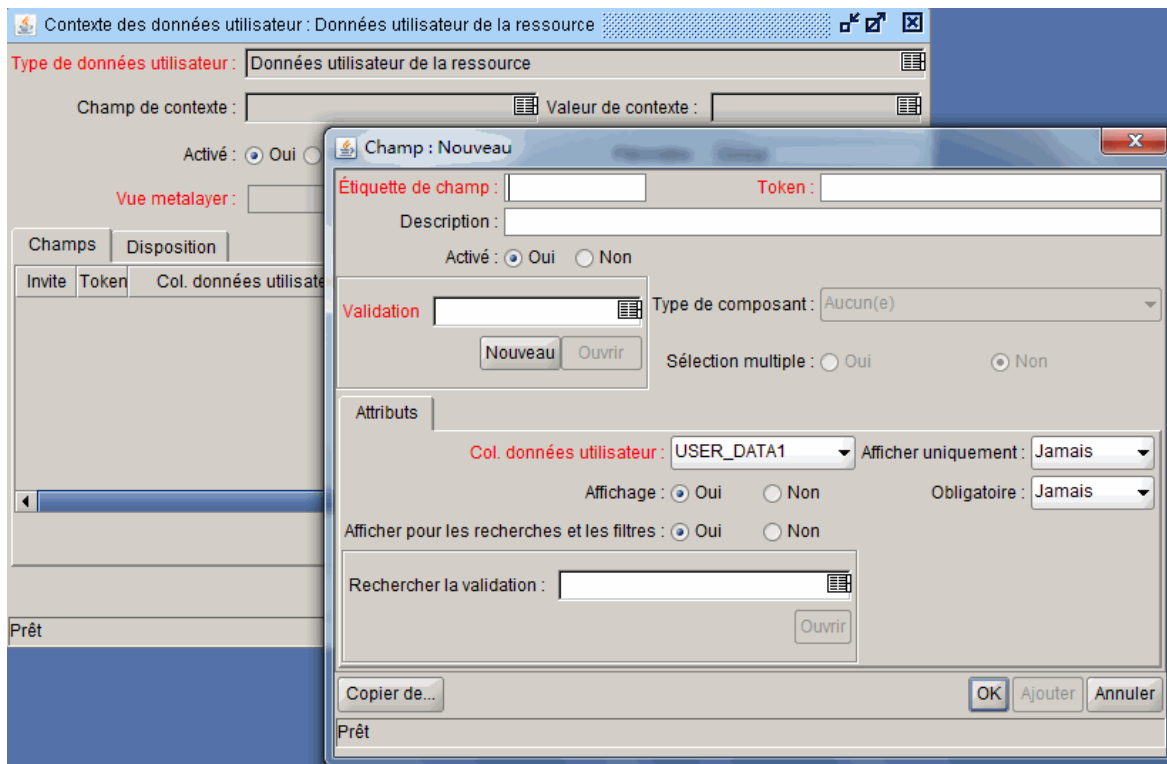 Contexte des données utilisateur : Données utilisateur de la ressource
Type de données utilisateur : Données utilisateur de la ressource
Champ de contexte : Valeur de contexte :
Activé : Oui
Vue metalayer :
Champs Disposition
Invite Token Col. données utilisate
Prêt
Champ : Nouveau
Étiquette de champ : Token :
Description :
Activé : Oui Non
Validation Type de composant : Aucun(e)
Nouveau Ouvrir Sélection multiple : Oui Non
Attributs
Col. données utilisateur : USER_DATA1 Afficher uniquement : Jamais
Affichage : Oui Non Obligatoire : Jamais
Afficher pour les recherches et les filtres : Oui Non
Rechercher la validation :
Ouvrir
Copier de... OK Ajouter Annuler
Prêt